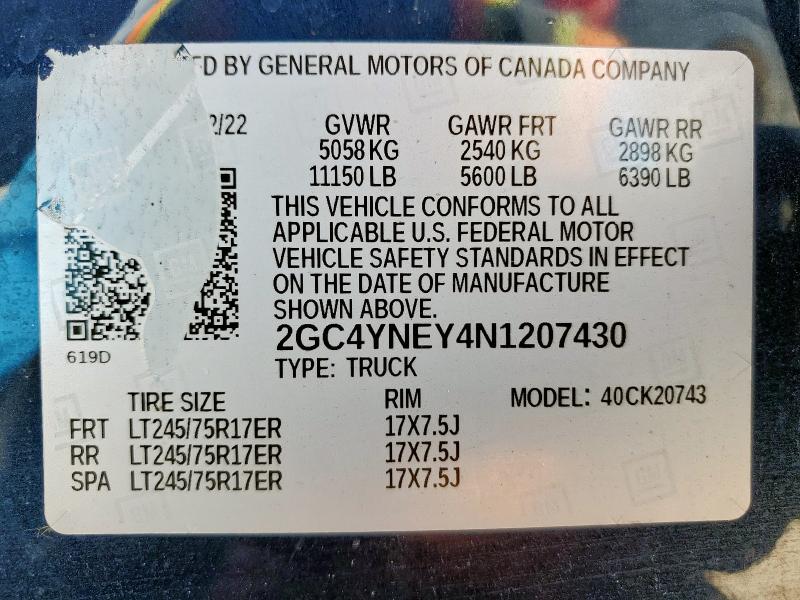 BY GENERAL MOTORS OF CANADA COMPANY
/22 GVWR GAWR FRT GAWR RR
5058 KG 2540 KG 2898 KG
11150 LB 5600 LB 6390 LB
THIS VEHICLE CONFORMS TO ALL
APPLICABLE U.S. FEDERAL MOTOR
VEHICLE SAFETY STANDARDS IN EFFECT
ON THE DATE OF MANUFACTURE
SHOWN ABOVE.
2GC4YNEY4N1207430
619D
TYPE: TRUCK
TIRE SIZE RIM MODEL: 40CK20743
FRT LT245/75R17ER 17X7.5J
RR LT245/75R17ER 17X7.5J
SPA LT245/75R17ER 17X7.5J